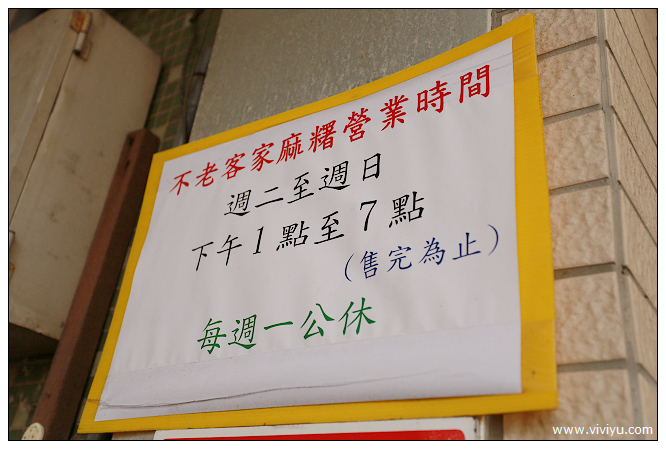 不老客家麻糬營業時間
週二至週日
下午1點至7點
(售完為止)
每週一公休
www.viviyu.com